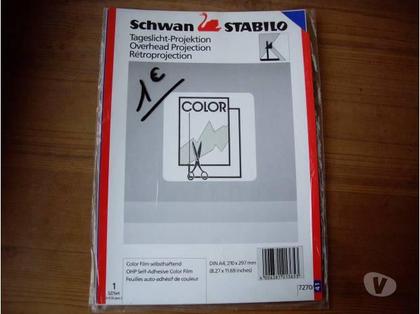 Schwan STABILO
Tageslicht-Projektion
Overhead Projection
Rétroprojection
1 €
COLOR
Color Film-selbsthaftend
OHP Self-Adhesive Color Film
Feuilles auto-adhésif de couleur
DIN A4, 210 x 297 mm
(8.27 x 11.69 inches)
1
7270/41
V